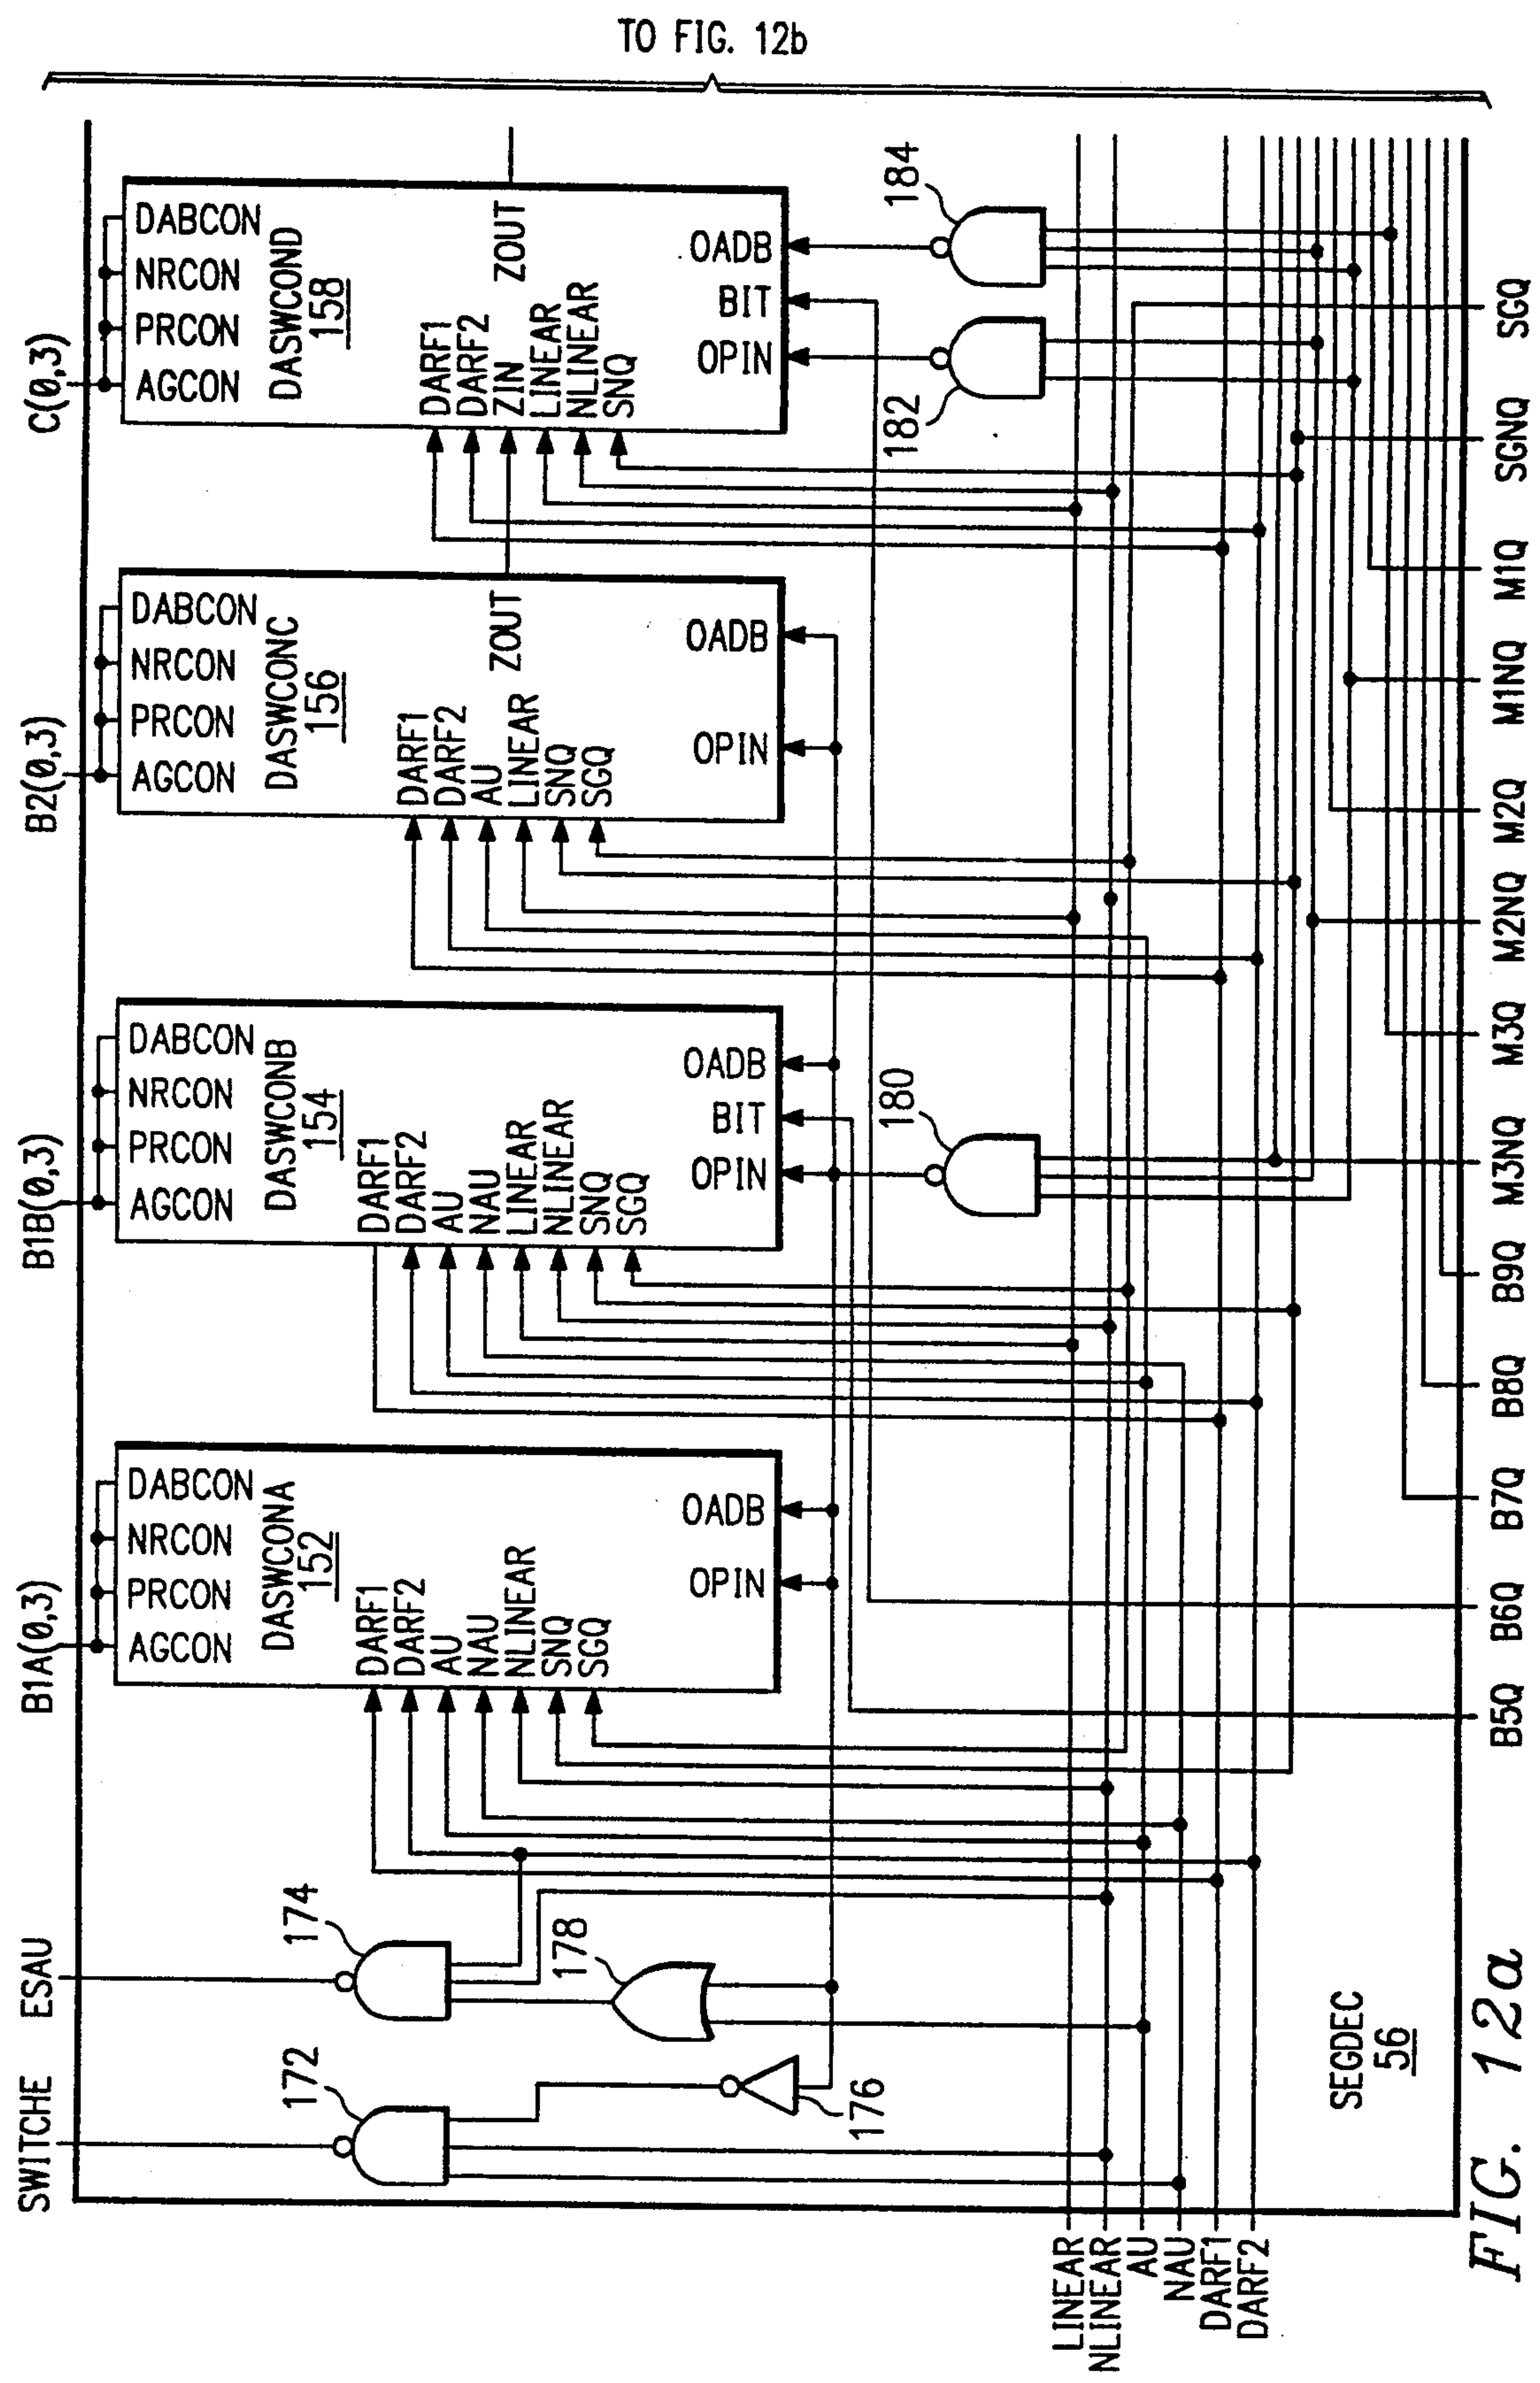 TO FIG. 12b
SWITCHE
ESAU
B1A(0,3)
B1B(0,3)
B2(0,3)
C(0,3)
172
174
176
178
AGCON
PRCON
NRCON
DABCON
DASWCONA
152
DARF1
DARF2
AU
NAU
NLINEAR
SNQ
SGQ
OPIN
OADB
AGCON
PRCON
NRCON
DABCON
DASWCONB
154
DARF1
DARF2
AU
NAU
LINEAR
NLINEAR
SNQ
SGQ
OPIN
BIT
OADB
180
AGCON
PRCON
NRCON
DABCON
DASWCONC
156
DARF1
DARF2
AU
LINEAR
SNQ
SGQ
ZOUT
OPIN
OADB
AGCON
PRCON
NRCON
DABCON
DASWCOND
158
DARF1
DARF2
ZIN
LINEAR
NLINEAR
SNQ
ZOUT
OPIN
BIT
OADB
182
184
LINEAR
NLINEAR
AU
NAU
DARF1
DARF2
SEGDEC
56
B5Q
B6Q
B7Q
B8Q
B9Q
M3NQ
M3Q
M2NQ
M2Q
M1NQ
M1Q
SGNQ
SGQ
FIG. 12a